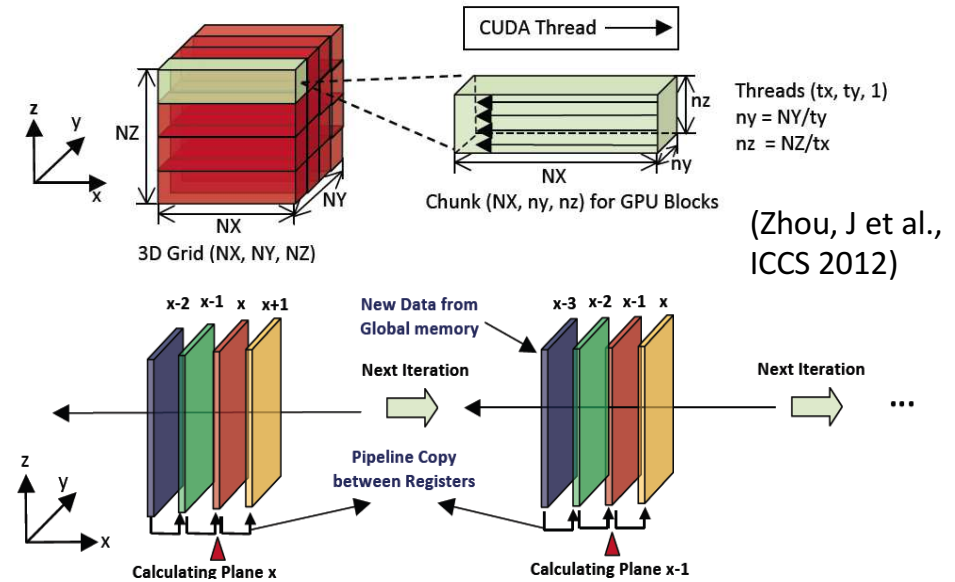 CUDA Thread
z
y
x
NZ
NX
NY
3D Grid (NX, NY, NZ)
nz
ny
NX
Chunk (NX, ny, nz) for GPU Blocks
Threads (tx, ty, 1)
ny = NY/ty
nz = NZ/tx
(Zhou, J et al.,
ICCS 2012)
x-2 x-1 x x+1
New Data from
Global memory
x-3 x-2 x-1 x
Next Iteration
Next Iteration
...
Pipeline Copy
between Registers
z
y
x
Calculating Plane x
Calculating Plane x-1